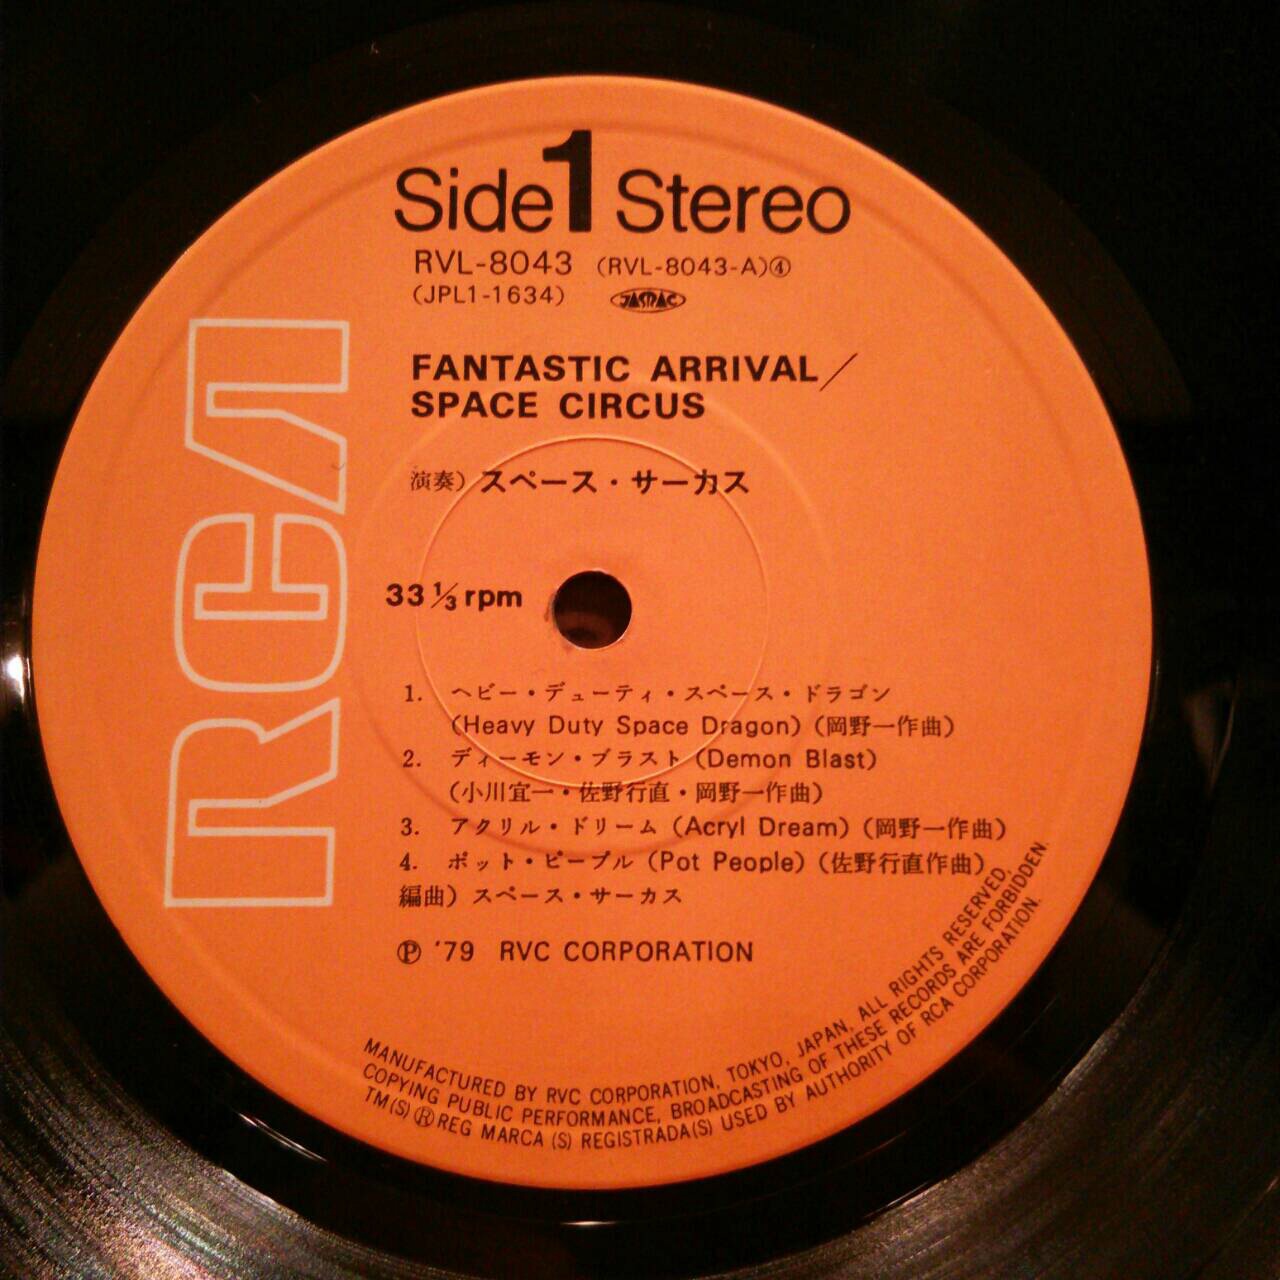 Side 1 Stereo
RVL-8043 (RVL-8043-A)④
(JPL1-1634) JASRAC
FANTASTIC ARRIVAL/
SPACE CIRCUS
演奏) スペース・サーカス
33 1/3 rpm
1. ヘビー・デューティ・スペース・ドラゴン
(Heavy Duty Space Dragon) (岡野一作曲)
2. ディーモン・ブラスト (Demon Blast)
(小川宜一・佐野行直・岡野一作曲)
3. アクリル・ドリーム (Acryl Dream) (岡野一作曲)
4. ポット・ピープル (Pot People) (佐野行直作曲)
編曲) スペース・サーカス
Ⓟ '79 RVC CORPORATION
RCA
MANUFACTURED BY RVC CORPORATION, TOKYO, JAPAN, ALL RIGHTS RESERVED,
COPYING PUBLIC PERFORMANCE, BROADCASTING OF THESE RECORDS ARE FORBIDDEN.
TM(S) ® REG MARCA (S) REGISTRADA(S) USED BY AUTHORITY OF RCA CORPORATION.